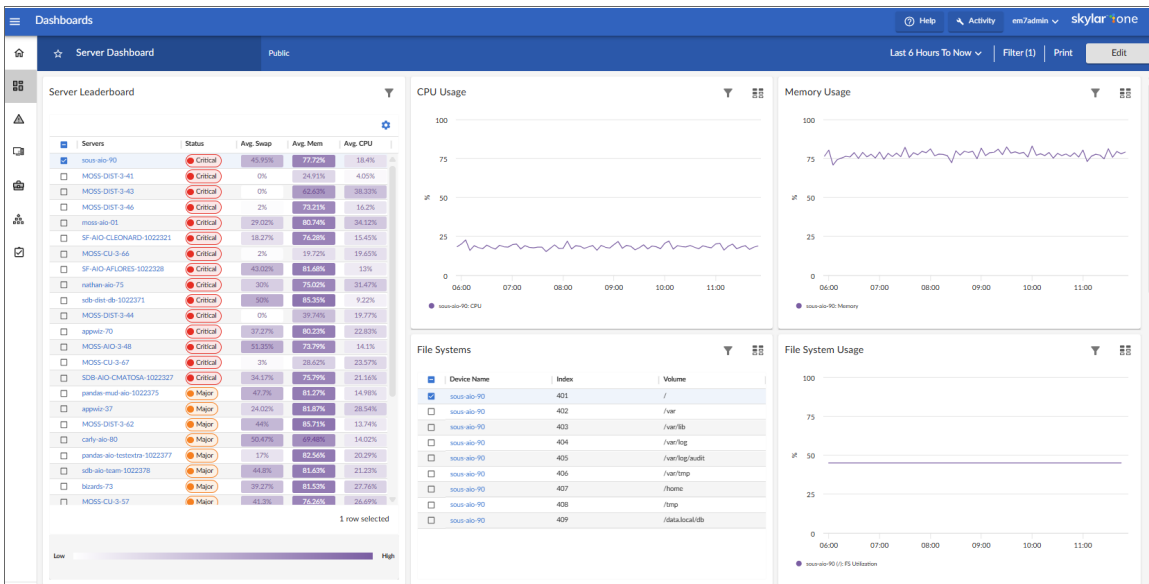 Dashboards
Help
Activity
em7admin
skylar one
Server Dashboard
Public
Last 6 Hours To Now
Filter (1)
Print
Edit
Server Leaderboard
Servers Status Avg. Swap Avg. Mem Avg. CPU
sous-aio-90 Critical 45.95% 77.72% 18.4%
MOSS-DIST-3-41 Critical 0% 24.91% 4.05%
MOSS-DIST-3-43 Critical 0% 62.63% 38.33%
MOSS-DIST-3-46 Critical 2% 73.21% 16.2%
moss-aio-01 Critical 29.02% 80.74% 34.12%
SF-AIO-CLEONARD-1022321 Critical 18.27% 76.28% 15.45%
MOSS-CU-3-66 Critical 2% 19.72% 19.65%
SF-AIO-AFLORES-1022328 Critical 43.02% 81.68% 13%
nathan-aio-75 Critical 30% 75.02% 31.47%
sdb-dist-db-1022371 Critical 50% 85.35% 9.22%
MOSS-DIST-3-44 Critical 0% 39.74% 19.77%
appwiz-70 Critical 37.27% 80.23% 22.83%
MOSS-AIO-3-48 Critical 51.35% 73.79% 14.1%
MOSS-CU-3-67 Critical 3% 28.62% 23.57%
SDB-AIO-CMATOSA-1022327 Critical 34.17% 75.79% 21.16%
pandas-mud-aio-1022375 Major 47.7% 81.27% 14.98%
appwiz-37 Major 24.02% 81.87% 28.54%
MOSS-DIST-3-62 Major 44% 85.71% 13.74%
carly-aio-80 Major 50.47% 69.48% 14.02%
pandas-aio-testextra-1022377 Major 17% 82.56% 20.29%
sdb-aio-team-1022378 Major 44.8% 81.63% 21.23%
bizards-73 Major 39.27% 81.53% 27.76%
MOSS-CU-3-57 Major 41.3% 76.26% 26.69%
1 row selected
Low High
CPU Usage
100
75
50
25
0
%
06:00 07:00 08:00 09:00 10:00 11:00
sous-aio-90: CPU
Memory Usage
100
75
50
25
0
%
06:00 07:00 08:00 09:00 10:00 11:00
sous-aio-90: Memory
File Systems
Device Name Index Volume
sous-aio-90 401 /
sous-aio-90 402 /var
sous-aio-90 403 /var/lib
sous-aio-90 404 /var/log
sous-aio-90 405 /var/log/audit
sous-aio-90 406 /var/tmp
sous-aio-90 407 /home
sous-aio-90 408 /tmp
sous-aio-90 409 /data.local/db
File System Usage
100
75
50
25
0
%
06:00 07:00 08:00 09:00 10:00 11:00
sous-aio-90 (/): FS Utilization